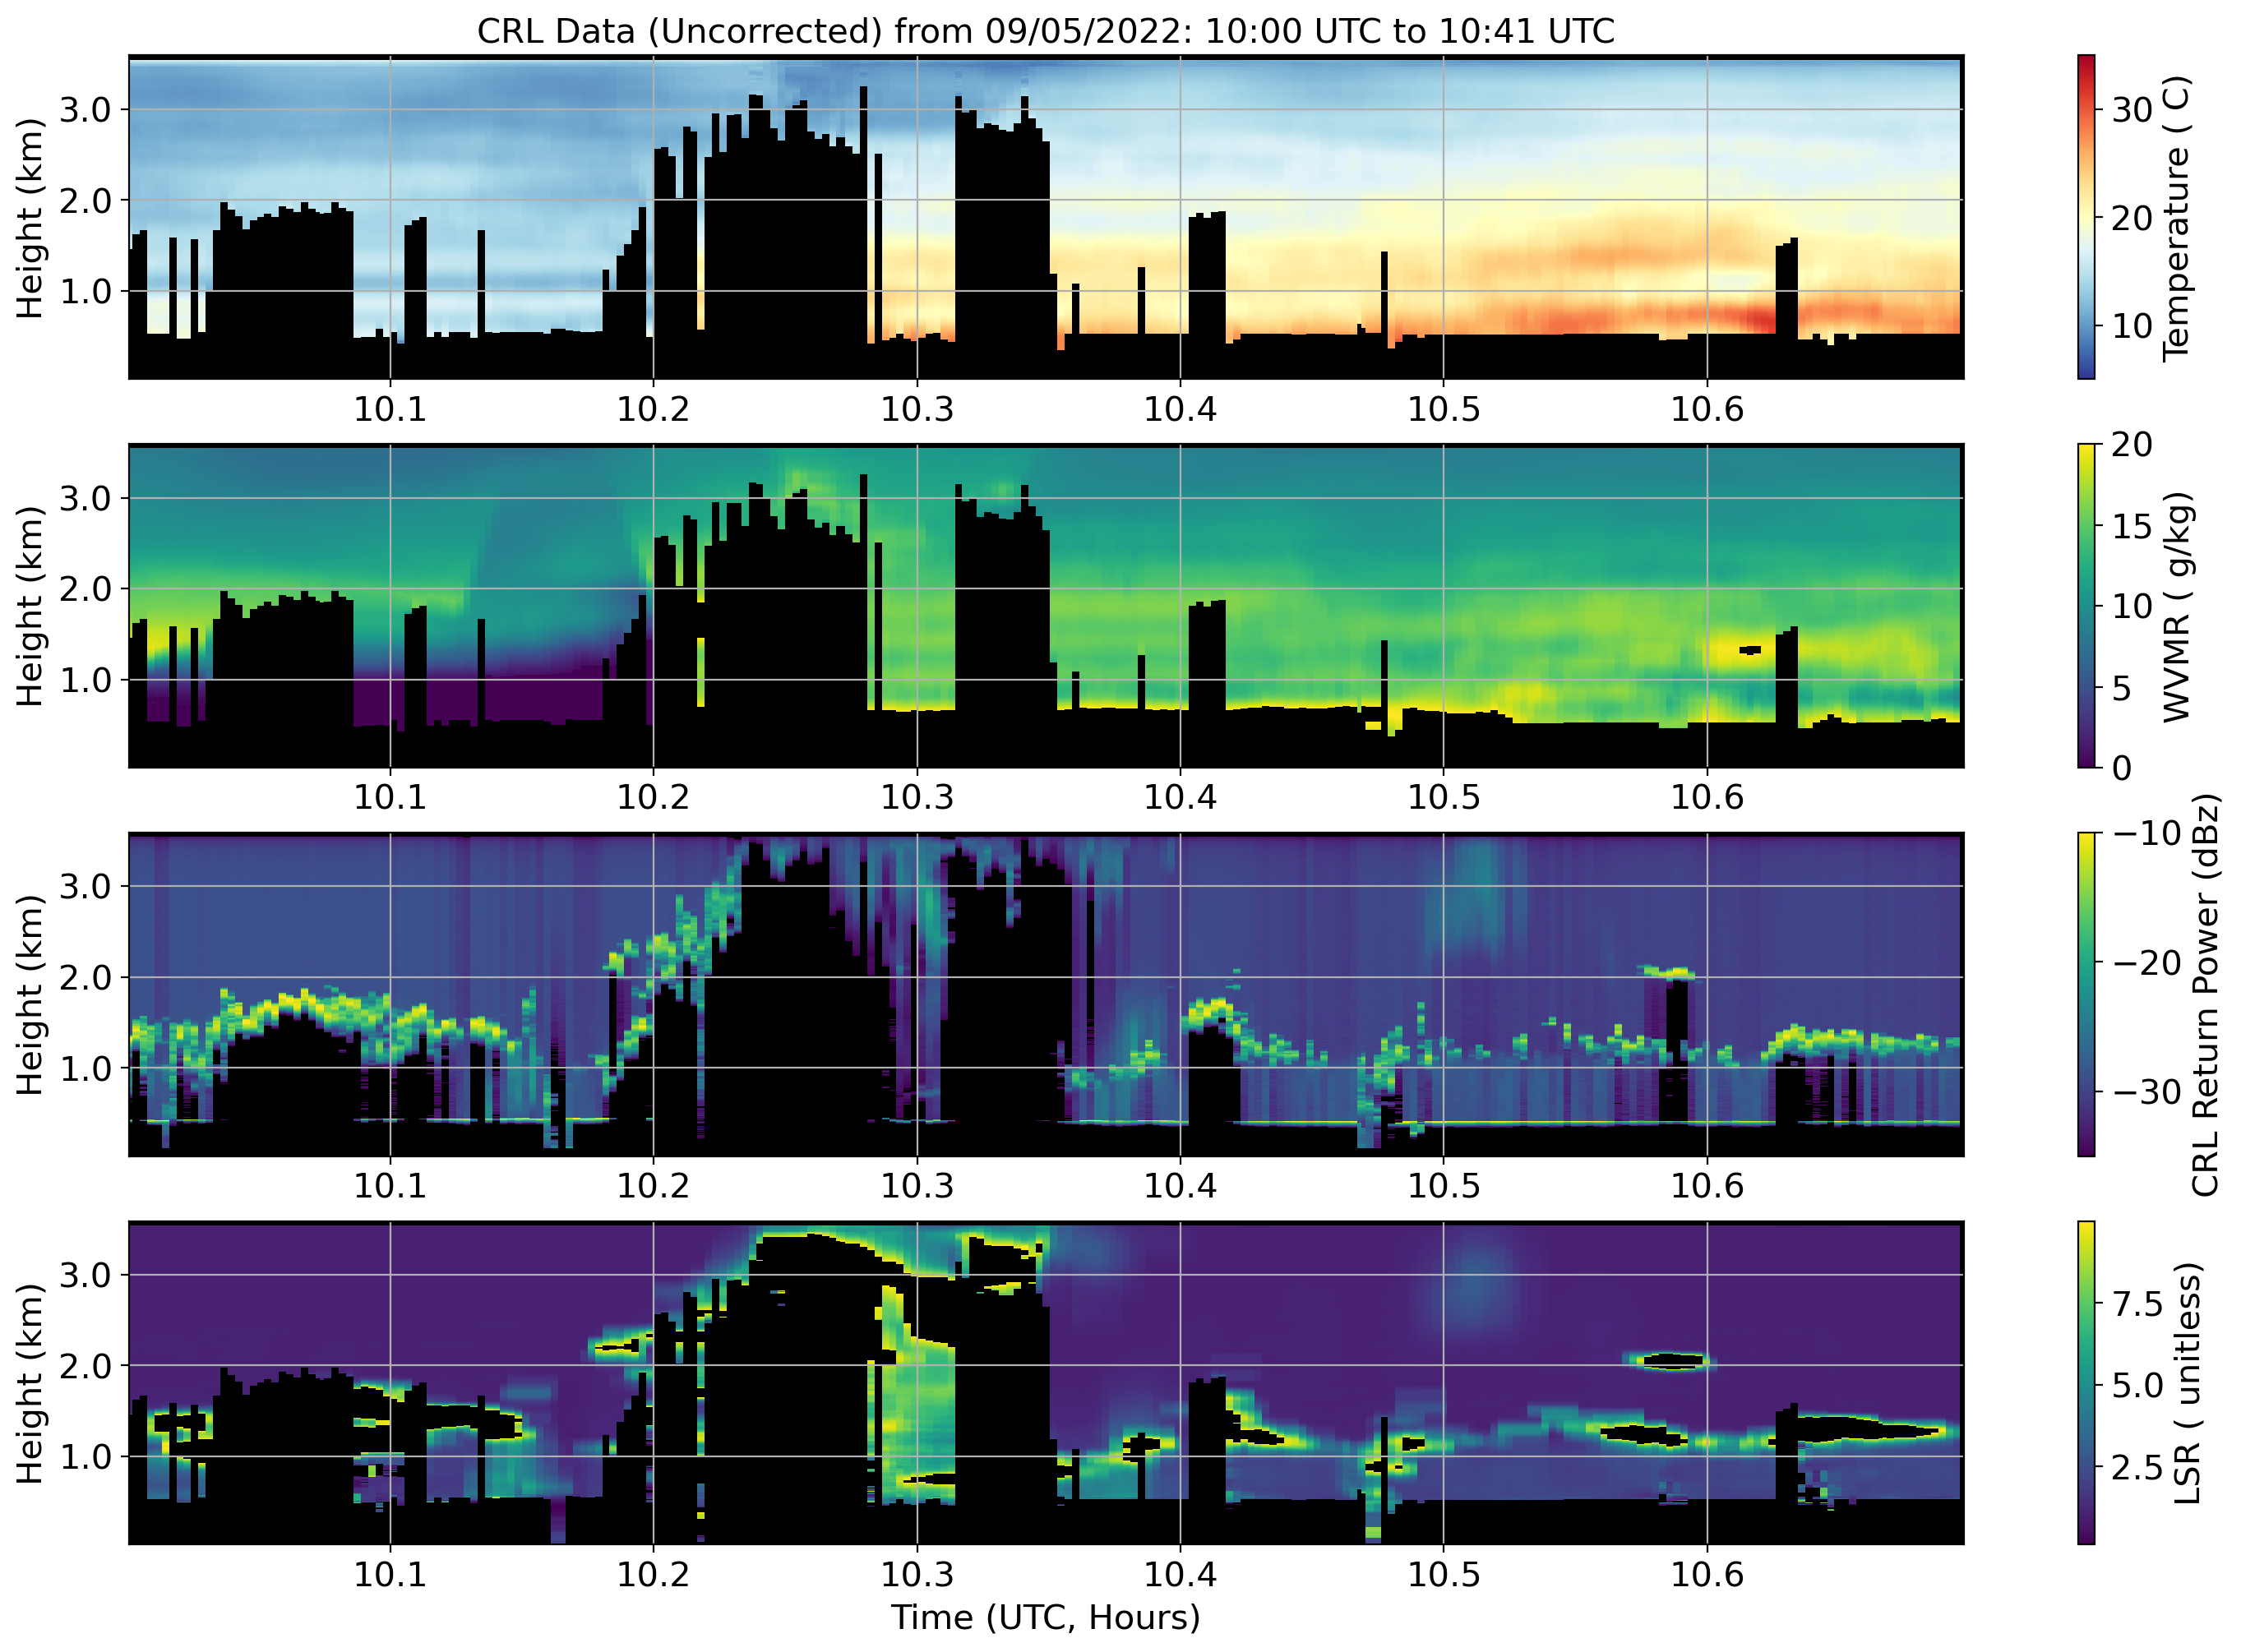 CRL Data (Uncorrected) from 09/05/2022: 10:00 UTC to 10:41 UTC
Height (km)
3.0
2.0
1.0
10.1 10.2 10.3 10.4 10.5 10.6
30
20
10
Temperature ( C)
Height (km)
3.0
2.0
1.0
10.1 10.2 10.3 10.4 10.5 10.6
20
15
10
5
0
WVMR ( g/kg)
Height (km)
3.0
2.0
1.0
10.1 10.2 10.3 10.4 10.5 10.6
−10
−20
−30
CRL Return Power (dBz)
Height (km)
3.0
2.0
1.0
10.1 10.2 10.3 10.4 10.5 10.6
7.5
5.0
2.5
LSR ( unitless)
Time (UTC, Hours)